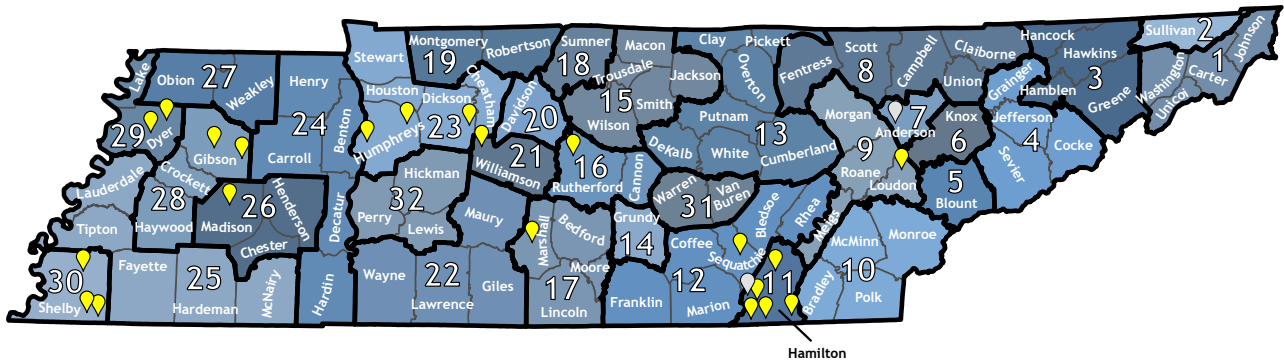 Lake
Obion
27
Weakley
Henry
Stewart
Montgomery
19
Robertson
Sumner
18
Macon
Trousdale
Clay
Pickett
Jackson
Overton
Fentress
Scott
8
Campbell
Claiborne
Union
Hancock
Hawkins
3
Greene
Sullivan
2
Johnson
1
Washington
Carter
Unicoi
29
Dyer
Gibson
24
Carroll
Benton
Houston
Humphreys
Dickson
23
Cheatham
Davidson
20
15
Smith
Wilson
Putnam
13
DeKalb
White
Cumberland
Morgan
9
Roane
Loudon
7
Anderson
Knox
6
Grainger
Hamblen
Jefferson
4
Cocke
Sevier
5
Blount
Lauderdale
Crockett
28
Haywood
26
Madison
Henderson
Chester
Decatur
Hickman
32
Perry
Lewis
21
Williamson
16
Rutherford
Cannon
Warren
31
Van
Buren
Bledsoe
Rhea
Meigs
McMinn
Monroe
10
Bradley
Polk
Tipton
30
Shelby
Fayette
25
Hardeman
McNairy
Hardin
Wayne
22
Lawrence
Maury
Giles
Marshall
Bedford
Moore
17
Lincoln
Grundy
14
Coffee
12
Franklin
Marion
Sequatchie
11
Hamilton